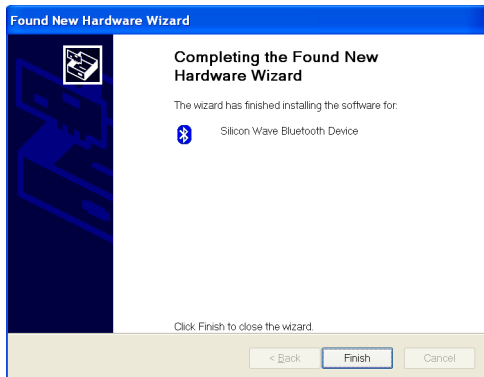 Found New Hardware Wizard
Completing the Found New
Hardware Wizard
The wizard has finished installing the software for:
Silicon Wave Bluetooth Device
Click Finish to close the wizard.
< Back Finish Cancel